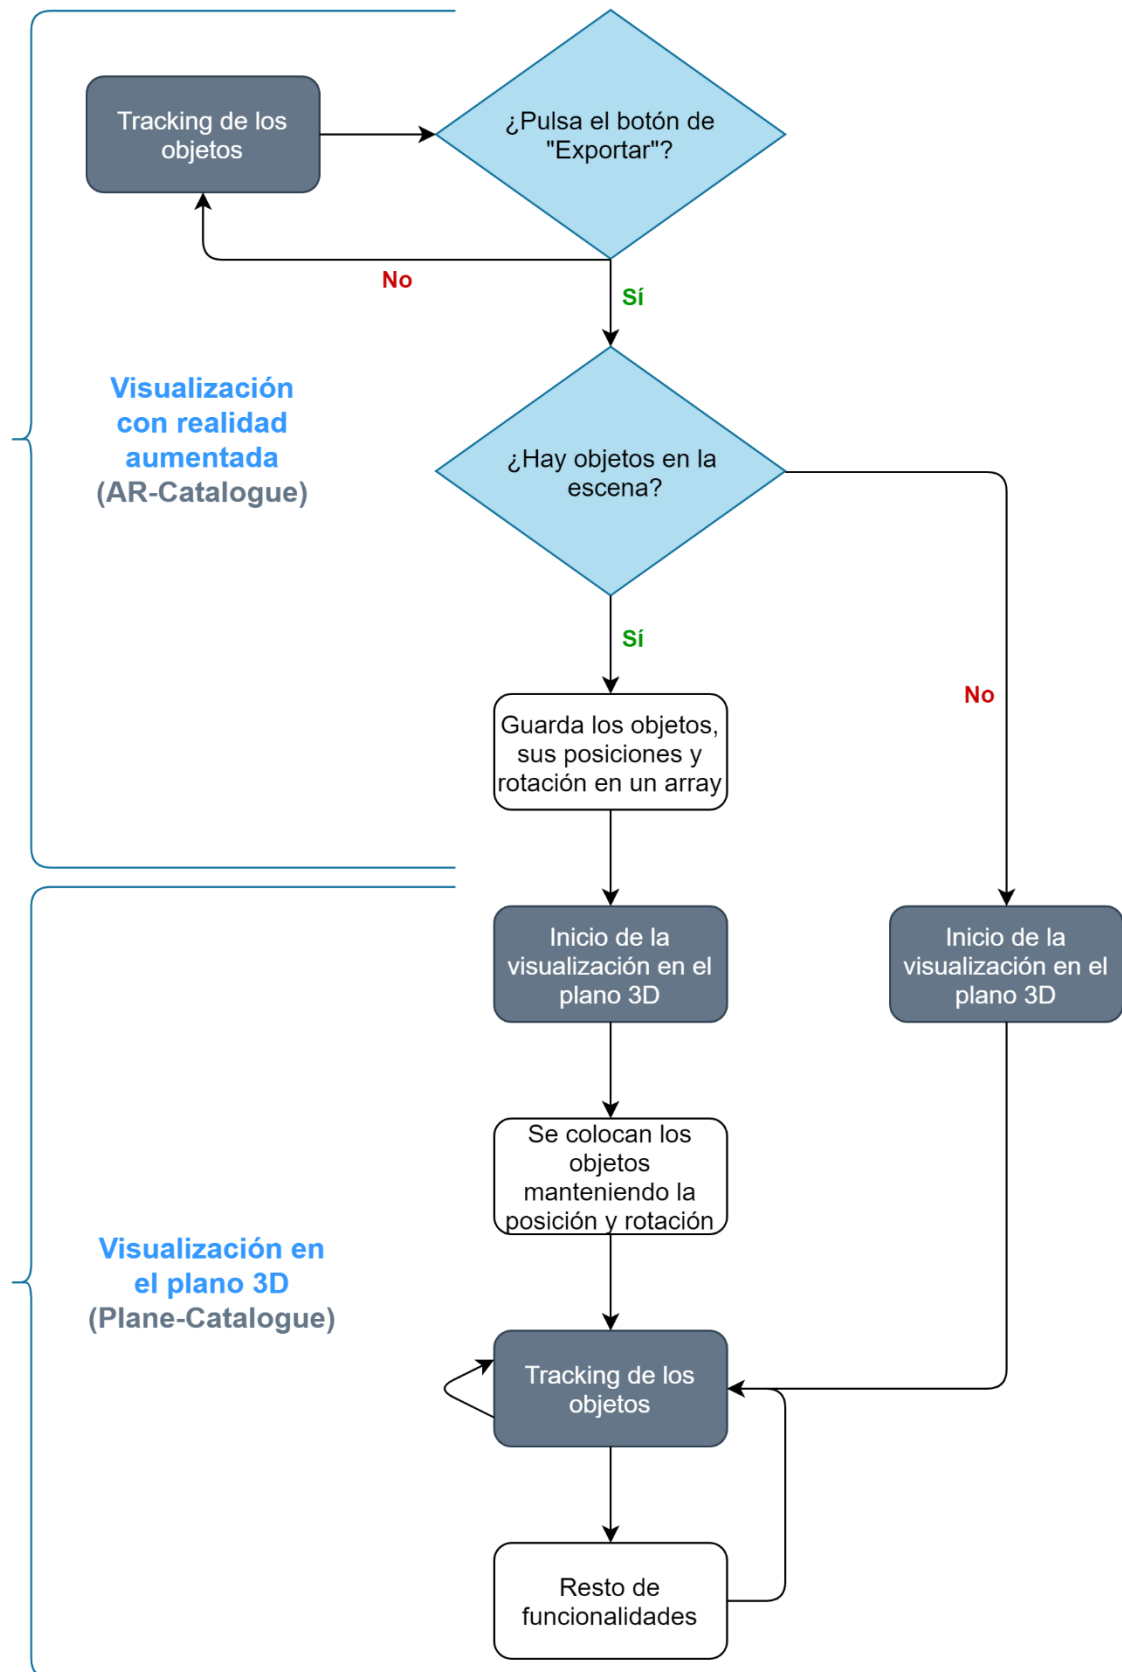 Tracking de los
objetos
¿Pulsa el botón de
"Exportar"?
No
Sí
Visualización
con realidad
aumentada
(AR-Catalogue)
¿Hay objetos en la
escena?
Sí
No
Guarda los objetos,
sus posiciones y
rotación en un array
Inicio de la
visualización en el
plano 3D
Inicio de la
visualización en el
plano 3D
Se colocan los
objetos
manteniendo la
posición y rotación
Visualización en
el plano 3D
(Plane-Catalogue)
Tracking de los
objetos
Resto de
funcionalidades